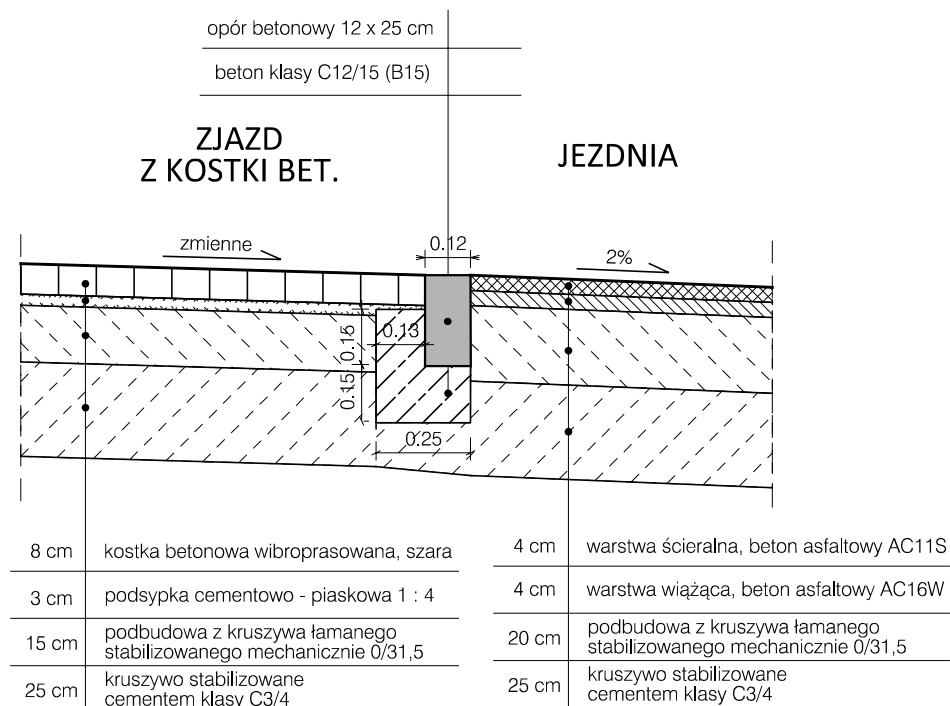 opór betonowy 12 x 25 cm
beton klasy C12/15 (B15)
ZJAZD
Z KOSTKI BET.
JEZDNIA
zmienne
0.12
2%
0.15
0.13
0.15
0.25
8 cm kostka betonowa wibroprasowana, szara
3 cm podsypka cementowo - piaskowa 1 : 4
15 cm podbudowa z kruszywa łamanego
stabilizowanego mechanicznie 0/31,5
25 cm kruszywo stabilizowane
cementem klasy C3/4
4 cm warstwa ścieralna, beton asfaltowy AC11S
4 cm warstwa wiążąca, beton asfaltowy AC16W
20 cm podbudowa z kruszywa łamanego
stabilizowanego mechanicznie 0/31,5
25 cm kruszywo stabilizowane
cementem klasy C3/4